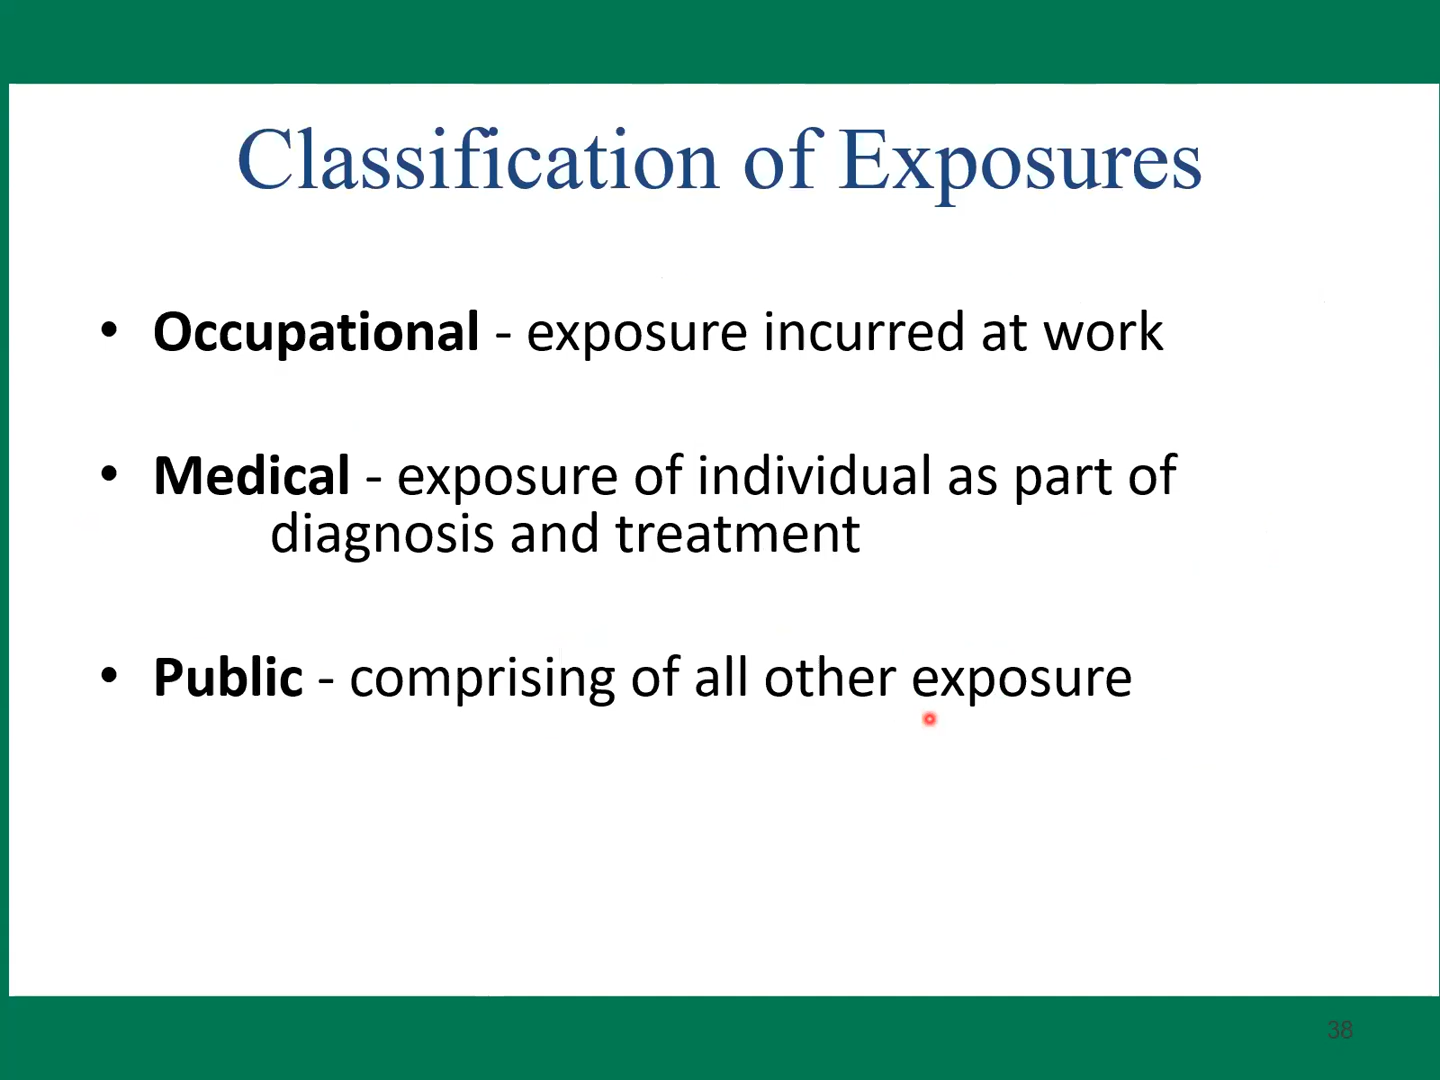 Classification of Exposures
• Occupational - exposure incurred at work
• Medical - exposure of individual as part of
diagnosis and treatment
• Public - comprising of all other exposure
38